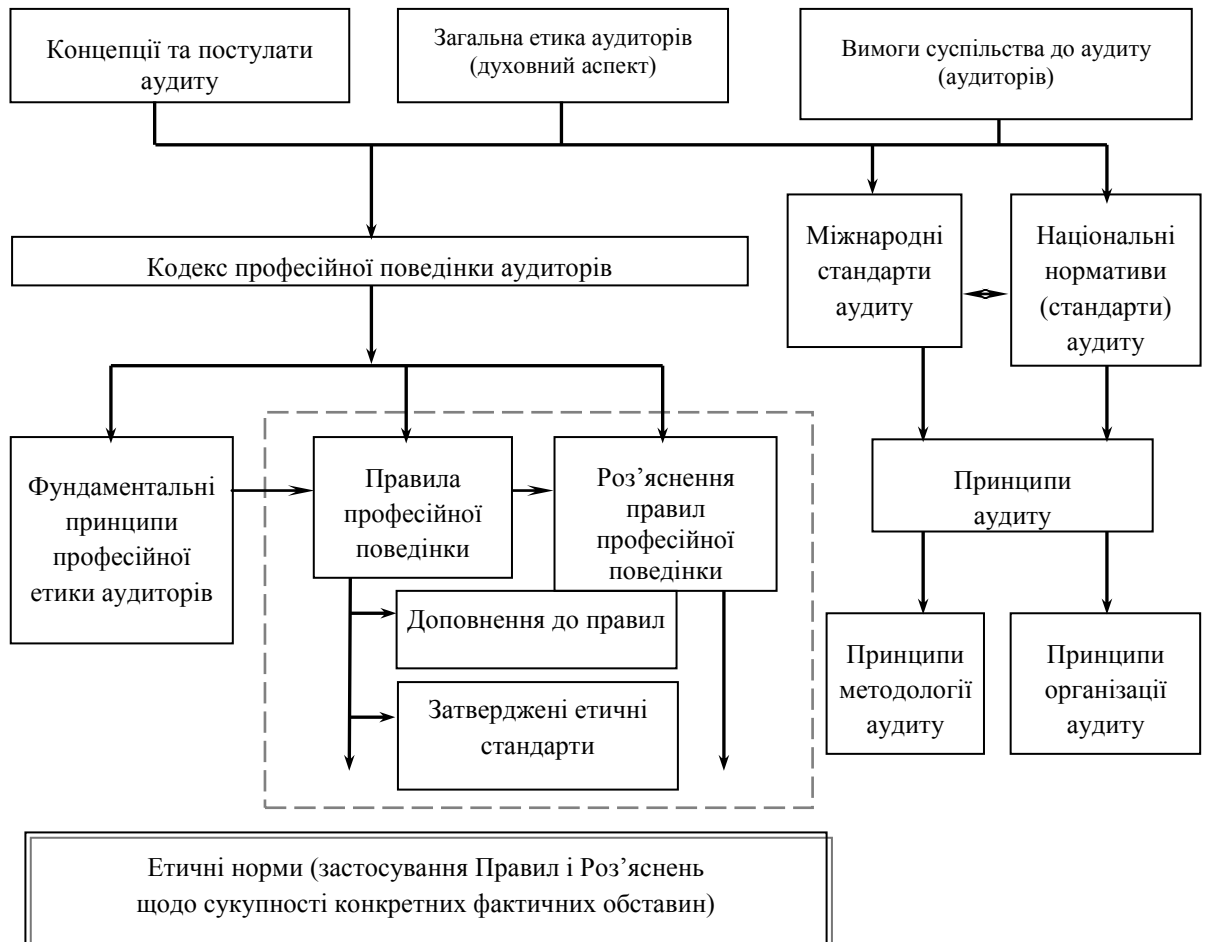 Концепції та постулати
аудиту
Загальна етика аудиторів
(духовний аспект)
Вимоги суспільства до аудиту
(аудиторів)
Міжнародні
стандарти
аудиту
Національні
нормативи
(стандарти)
аудиту
Кодекс професійної поведінки аудиторів
Фундаментальні
принципи
професійної
етики аудиторів
Правила
професійної
поведінки
Роз’яснення
правил
професійної
поведінки
Принципи
аудиту
Доповнення до правил
Затверджені етичні
стандарти
Принципи
методології
аудиту
Принципи
організації
аудиту
Етичні норми (застосування Правил і Роз’яснень
щодо сукупності конкретних фактичних обставин)